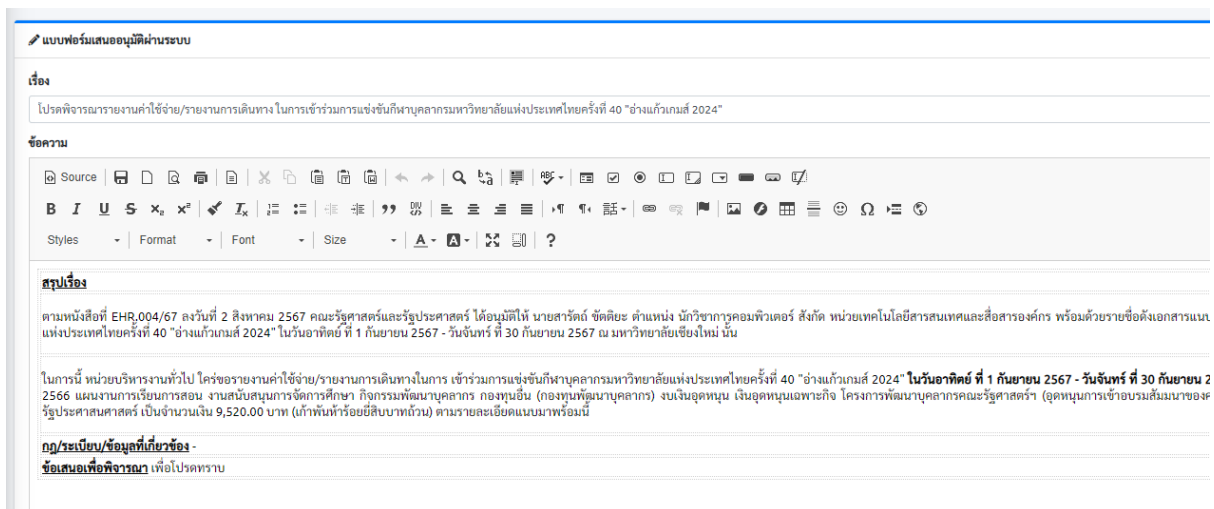 แบบฟอร์มเสนออนุมัติผ่านระบบ
เรื่อง
โปรดพิจารณารายงานค่าใช้จ่าย/รายงานการเดินทาง ในการเข้าร่วมการแข่งขันกีฬาบุคลากรมหาวิทยาลัยแห่งประเทศไทยครั้งที่ 40 "อ่างแก้วเกมส์ 2024"
ข้อความ
Source
Styles Format Font Size
สรุปเรื่อง
ตามหนังสือที่ EHR.004/67 ลงวันที่ 2 สิงหาคม 2567 คณะรัฐศาสตร์และรัฐประศาสตร์ ได้อนุมัติให้ นายสารัตถ์ ขัตติยะ ตำแหน่ง นักวิชาการคอมพิวเตอร์ สังกัด หน่วยเทคโนโลยีสารสนเทศและสื่อสารองค์กร พร้อมด้วยรายชื่อดังเอกสารแนบ
แห่งประเทศไทยครั้งที่ 40 "อ่างแก้วเกมส์ 2024" ในวันอาทิตย์ ที่ 1 กันยายน 2567 - วันจันทร์ ที่ 30 กันยายน 2567 ณ มหาวิทยาลัยเชียงใหม่ นั้น
ในการนี้ หน่วยบริหารงานทั่วไป ใคร่ขอรายงานค่าใช้จ่าย/รายงานการเดินทางในการ เข้าร่วมการแข่งขันกีฬาบุคลากรมหาวิทยาลัยแห่งประเทศไทยครั้งที่ 40 "อ่างแก้วเกมส์ 2024" ในวันอาทิตย์ ที่ 1 กันยายน 2567 - วันจันทร์ ที่ 30 กันยายน 2
2566 แผนงานการเรียนการสอน งานสนับสนุนการจัดการศึกษา กิจกรรมพัฒนาบุคลากร กองทุนอื่น (กองทุนพัฒนาบุคลากร) งบเงินอุดหนุน เงินอุดหนุนเฉพาะกิจ โครงการพัฒนาบุคลากรคณะรัฐศาสตร์ฯ (อุดหนุนการเข้าอบรมสัมมนาของค
รัฐประศาสนศาสตร์ เป็นจำนวนเงิน 9,520.00 บาท (เก้าพันห้าร้อยยี่สิบบาทถ้วน) ตามรายละเอียดแนบมาพร้อมนี้
กฎ/ระเบียบ/ข้อมูลที่เกี่ยวข้อง -
ข้อเสนอเพื่อพิจารณา เพื่อโปรดทราบ